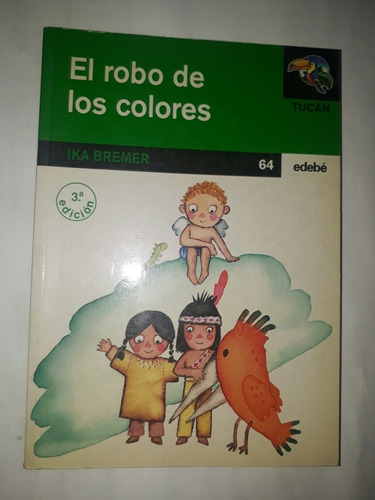 El robo de
los colores
TUCAN
IKA BREMER
64
edebé
3.ª
edición